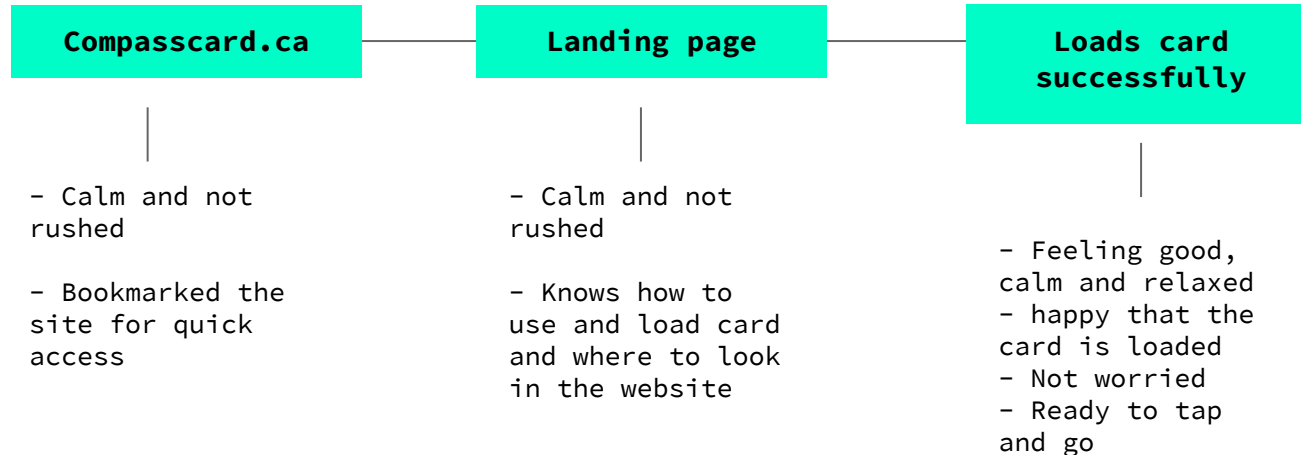 Compasscard.ca
Landing page
Loads card
successfully
– Calm and not
rushed
– Bookmarked the
site for quick
access
– Calm and not
rushed
– Knows how to
use and load card
and where to look
in the website
– Feeling good,
calm and relaxed
– happy that the
card is loaded
– Not worried
– Ready to tap
and go